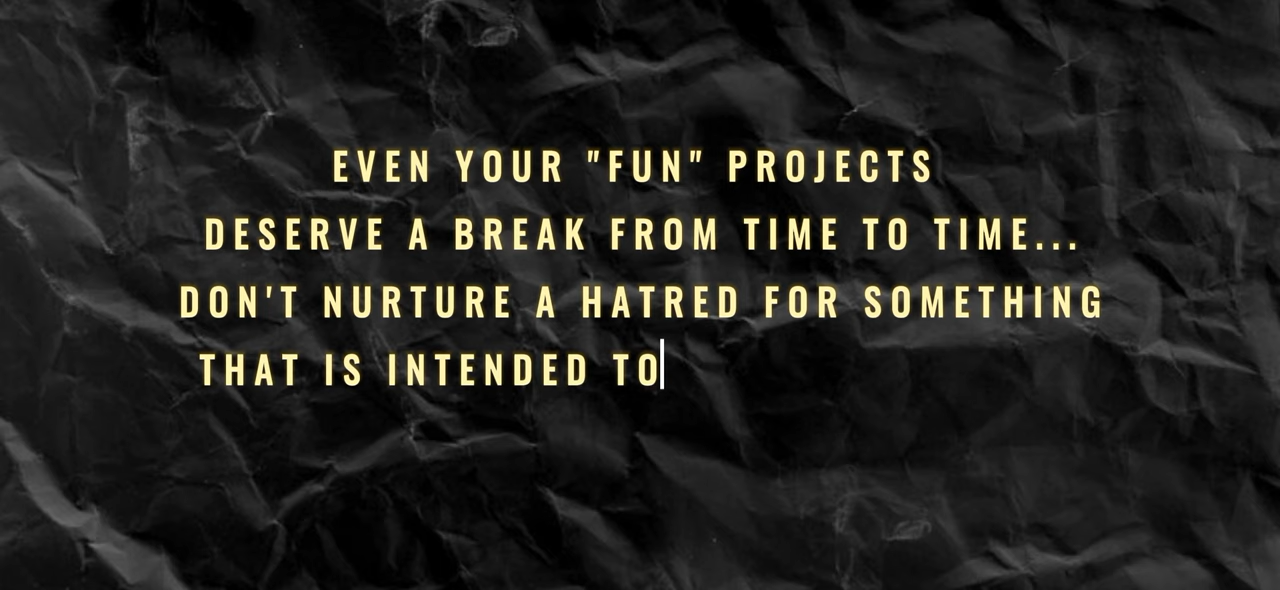 EVEN YOUR "FUN" PROJECTS
DESERVE A BREAK FROM TIME TO TIME...
DON'T NURTURE A HATRED FOR SOMETHING
THAT IS INTENDED TO